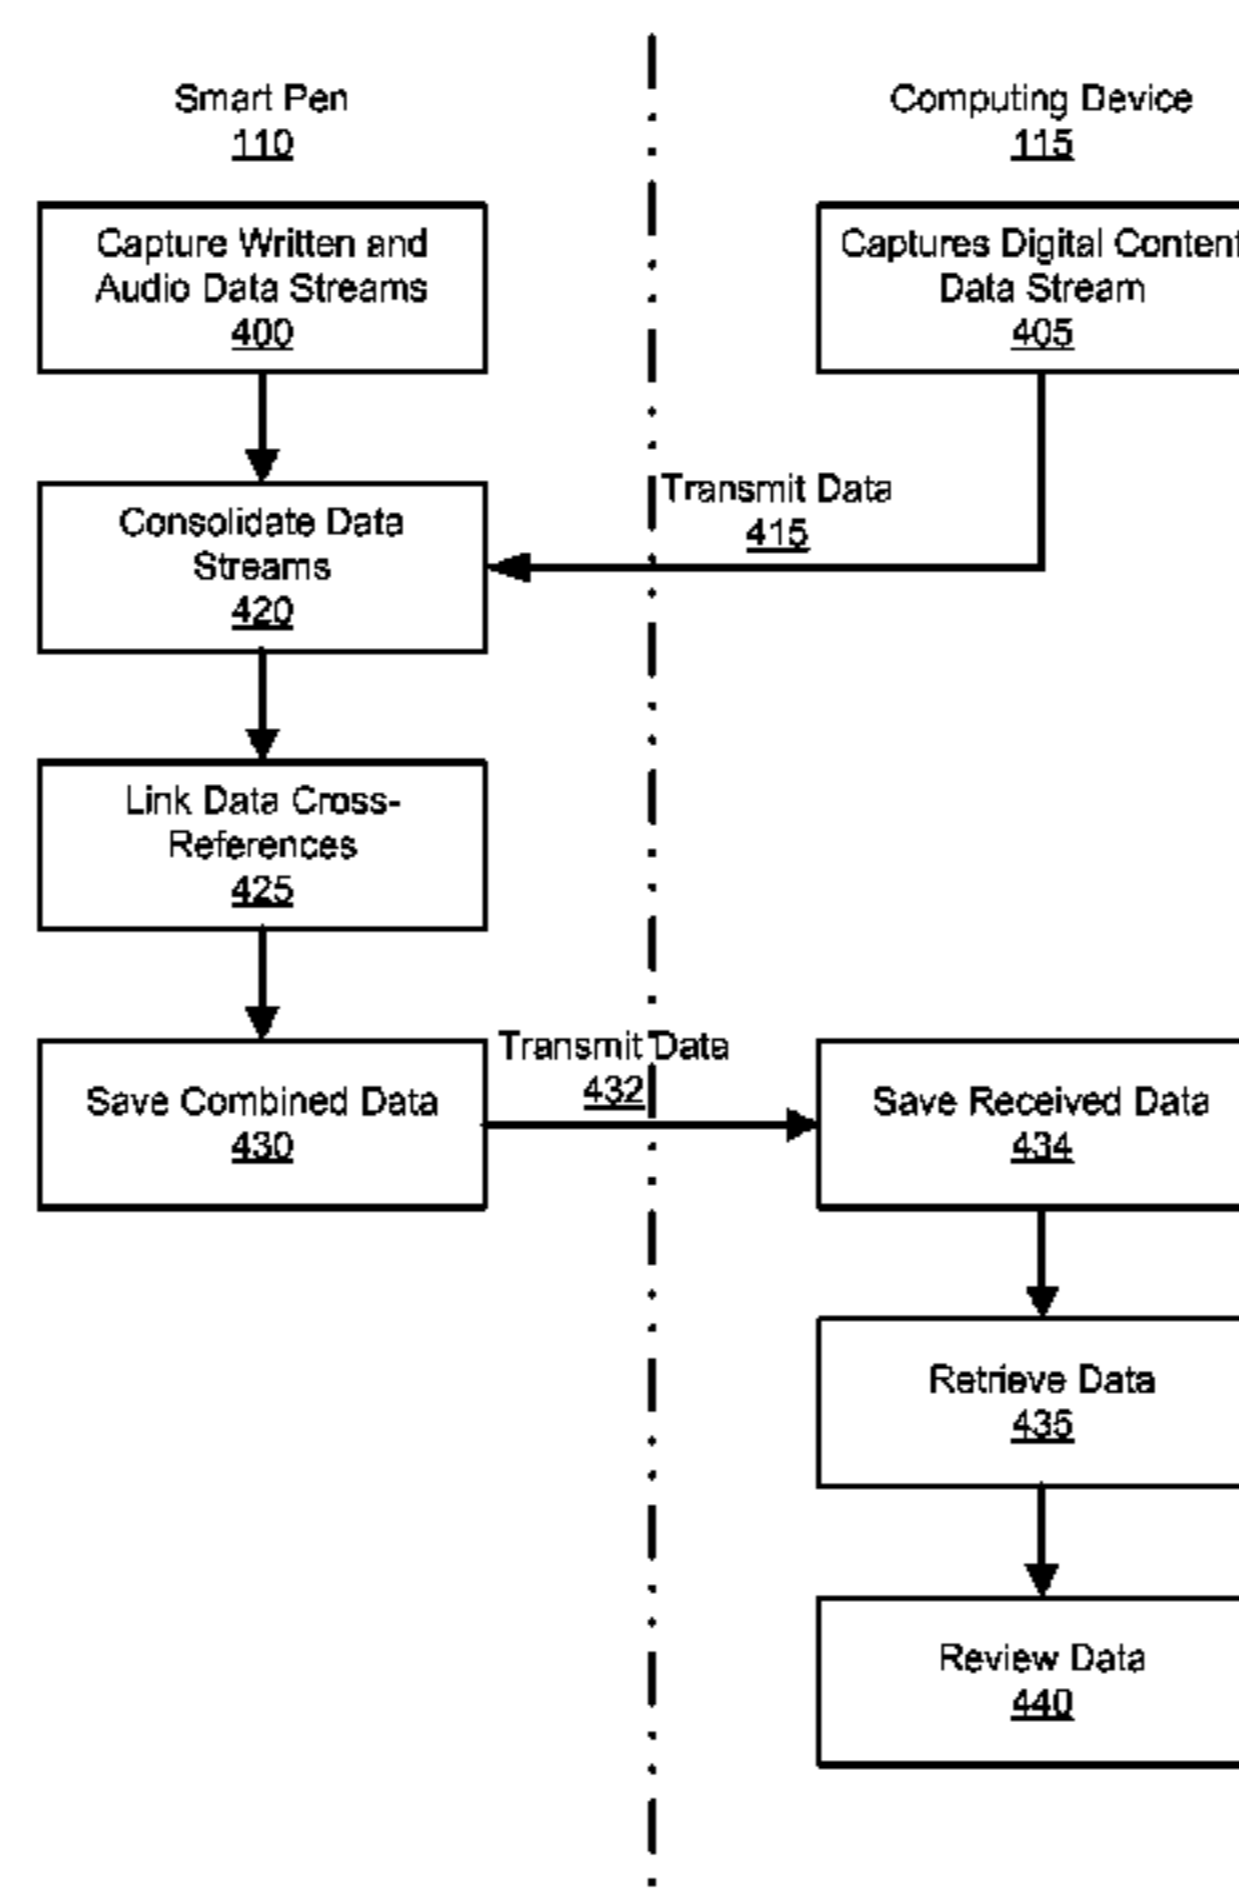 Smart Pen
110
Computing Device
115
Capture Written and
Audio Data Streams
400
Captures Digital Content
Data Stream
405
Transmit Data
415
Consolidate Data
Streams
420
Link Data Cross-
References
425
Transmit Data
432
Save Combined Data
430
Save Received Data
434
Retrieve Data
435
Review Data
440